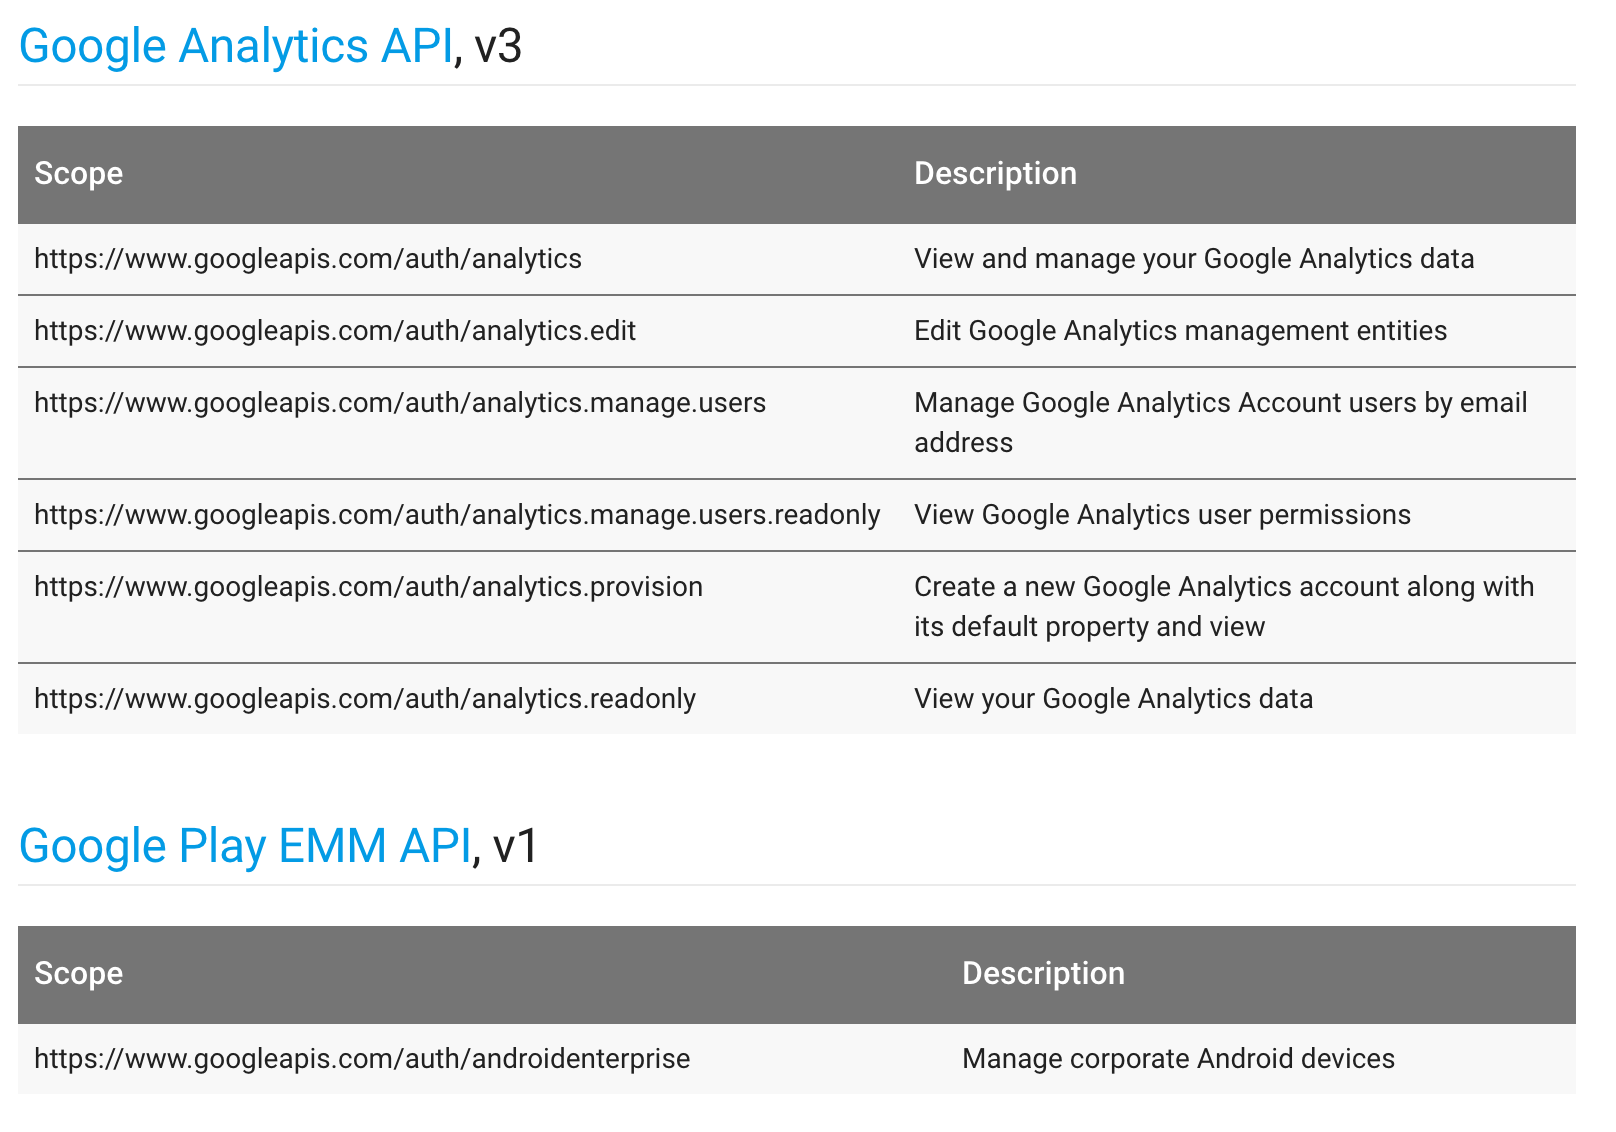 Google Analytics API, v3
Scope Description
https://www.googleapis.com/auth/analytics View and manage your Google Analytics data
https://www.googleapis.com/auth/analytics.edit Edit Google Analytics management entities
https://www.googleapis.com/auth/analytics.manage.users Manage Google Analytics Account users by email
address
https://www.googleapis.com/auth/analytics.manage.users.readonly View Google Analytics user permissions
https://www.googleapis.com/auth/analytics.provision Create a new Google Analytics account along with
its default property and view
https://www.googleapis.com/auth/analytics.readonly View your Google Analytics data
Google Play EMM API, v1
Scope Description
https://www.googleapis.com/auth/androidenterprise Manage corporate Android devices